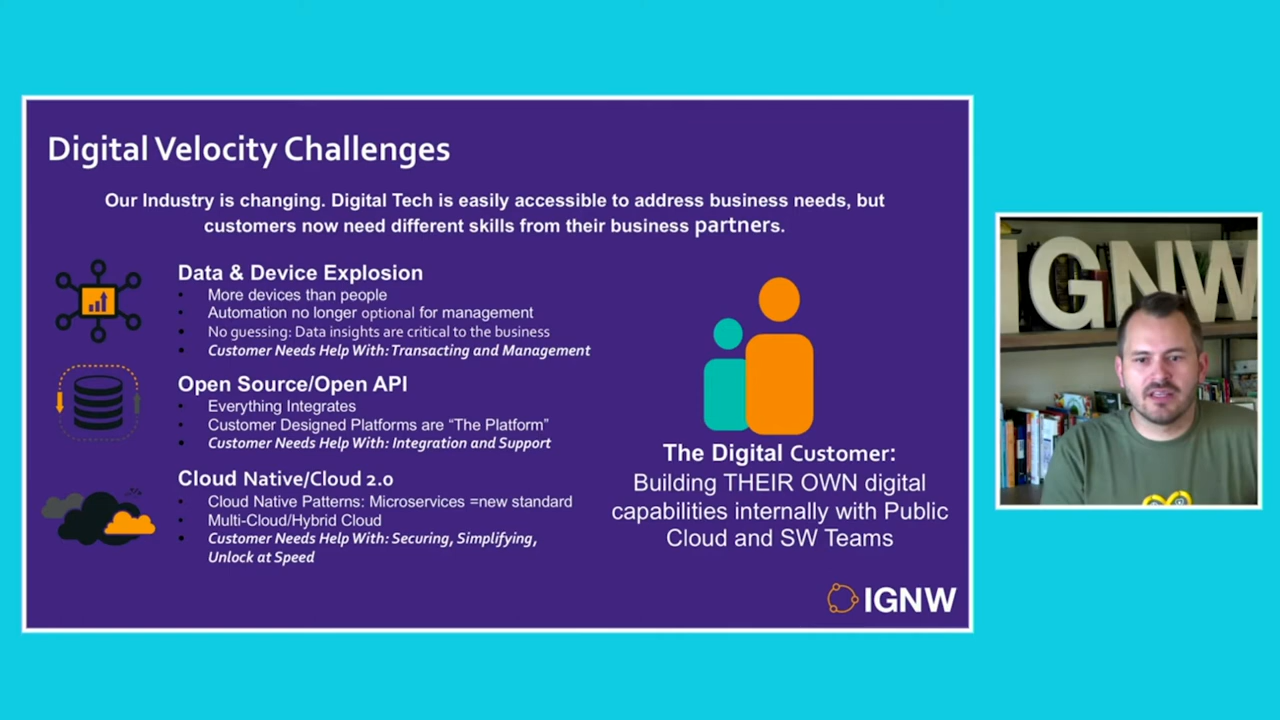 Digital Velocity Challenges
Our Industry is changing. Digital Tech is easily accessible to address business needs, but
customers now need different skills from their business partners.
Data & Device Explosion
• More devices than people
• Automation no longer optional for management
• No guessing: Data insights are critical to the business
• Customer Needs Help With: Transacting and Management
Open Source/Open API
• Everything Integrates
• Customer Designed Platforms are “The Platform”
• Customer Needs Help With: Integration and Support
Cloud Native/Cloud 2.0
• Cloud Native Patterns: Microservices =new standard
• Multi-Cloud/Hybrid Cloud
• Customer Needs Help With: Securing, Simplifying,
Unlock at Speed
The Digital Customer:
Building THEIR OWN digital
capabilities internally with Public
Cloud and SW Teams
IGNW
IGNW